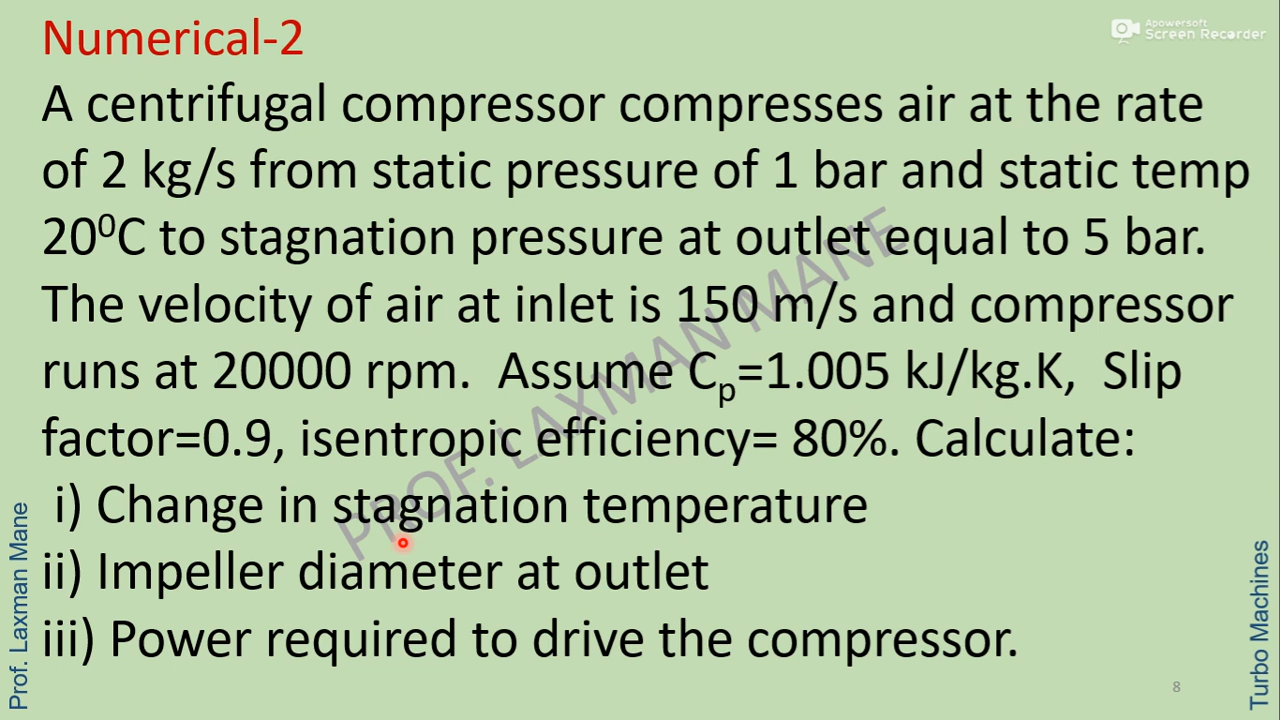 Numerical-2
Apowersoft
Screen Recorder
A centrifugal compressor compresses air at the rate
of 2 kg/s from static pressure of 1 bar and static temp
20⁰C to stagnation pressure at outlet equal to 5 bar.
The velocity of air at inlet is 150 m/s and compressor
runs at 20000 rpm.  Assume Cₚ=1.005 kJ/kg.K,  Slip
factor=0.9, isentropic efficiency= 80%. Calculate:
i) Change in stagnation temperature
ii) Impeller diameter at outlet
iii) Power required to drive the compressor.
PROF. LAXMAN MANE
Prof. Laxman Mane
Turbo Machines
8